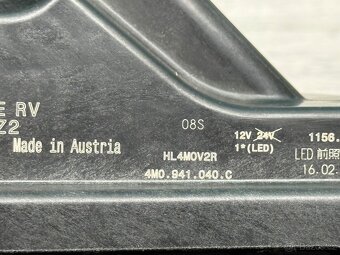 E RV
Z2
Made in Austria
08S
HL4MOV2R
4M0.941.040.C
12V 24V
1*(LED)
1156.
LED 前照
16.02